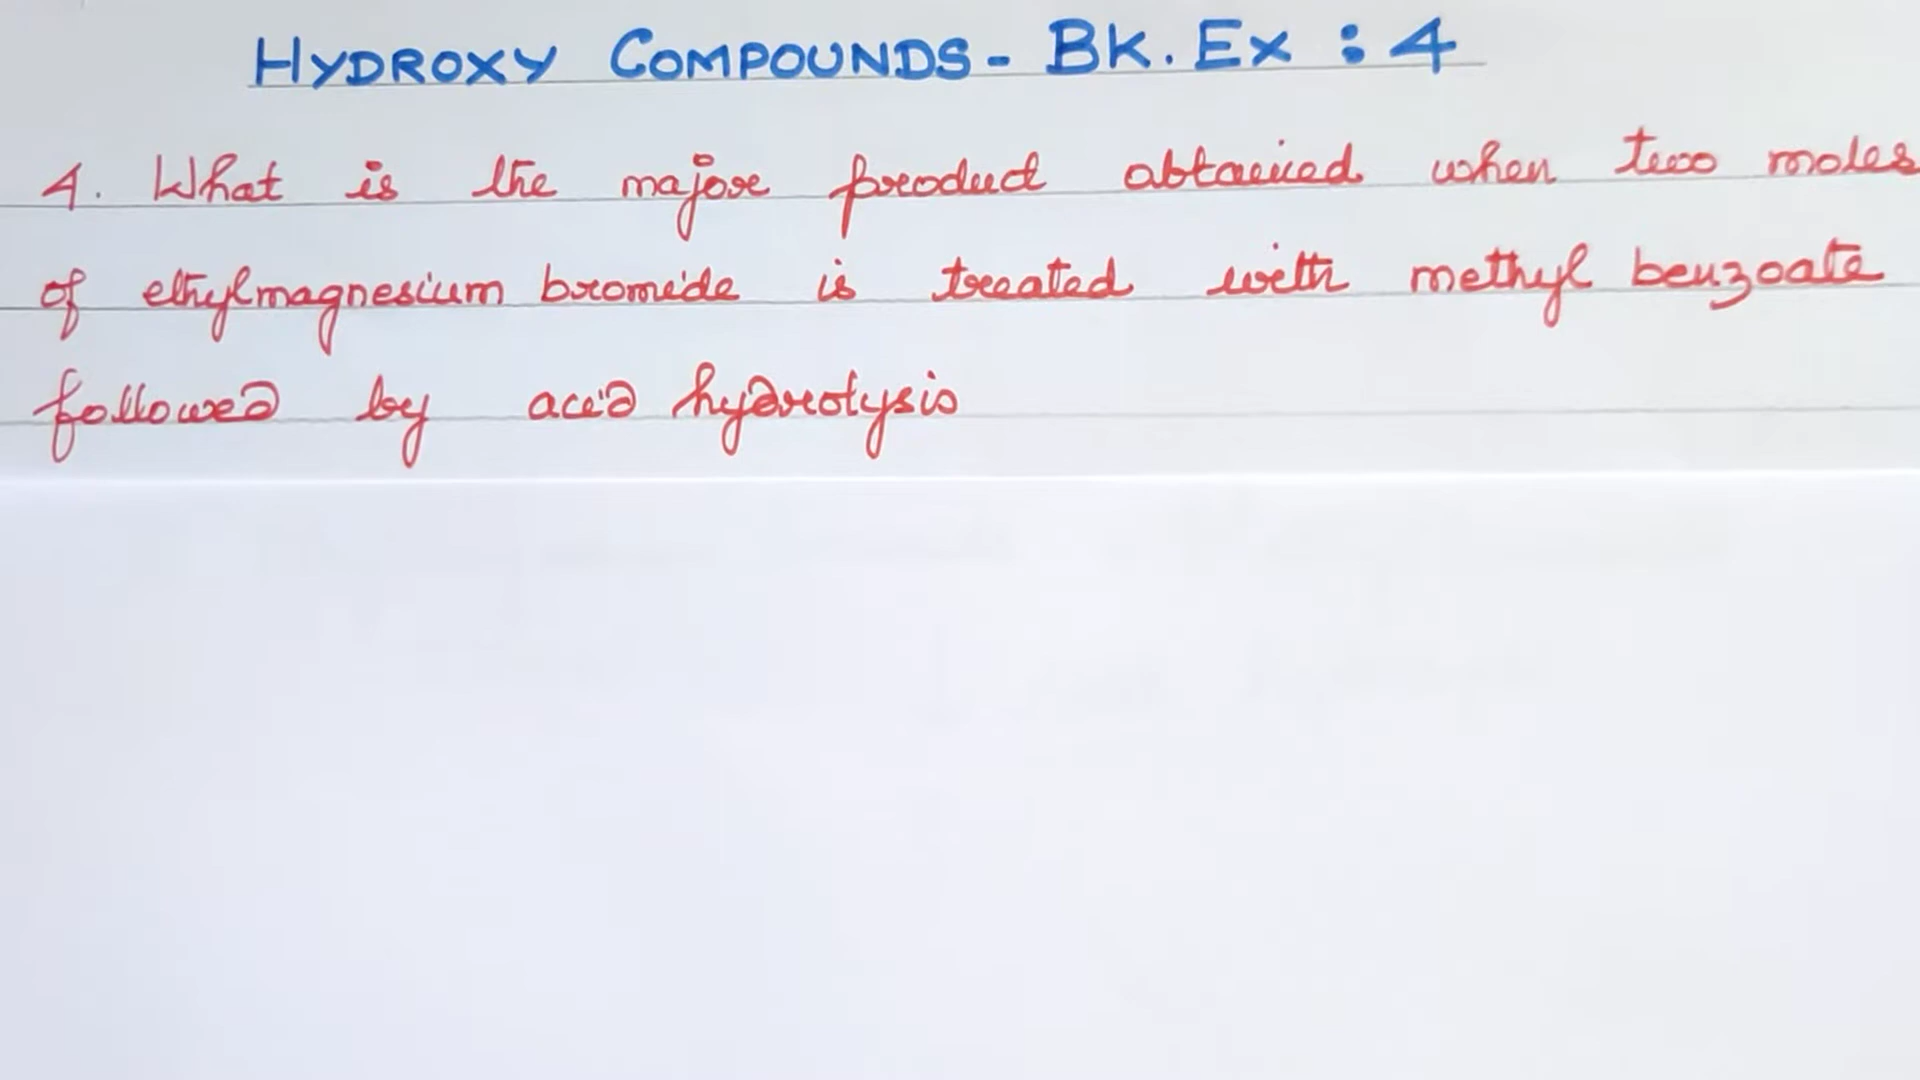 HYDROXY COMPOUNDS - BK. EX : 4
4. What is the major product obtained when two moles
of ethylmagnesium bromide is treated with methyl benzoate
followed by acid hydrolysis